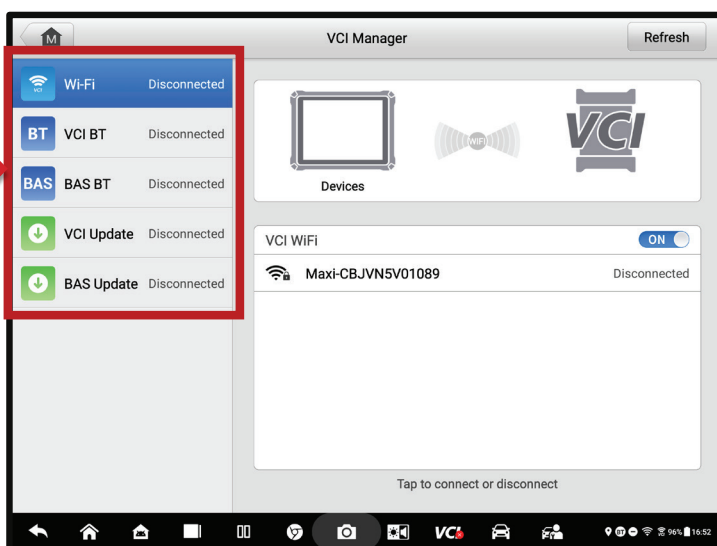 M
VCI Manager
Refresh
VCI
Wi-Fi
Disconnected
BT
VCI BT
Disconnected
BAS
BAS BT
Disconnected
VCI Update
Disconnected
BAS Update
Disconnected
Devices
WiFi
VCI
VCI WiFi
ON
Maxi-CBJVN5V01089
Disconnected
Tap to connect or disconnect
VCI
BT
96%
16:52